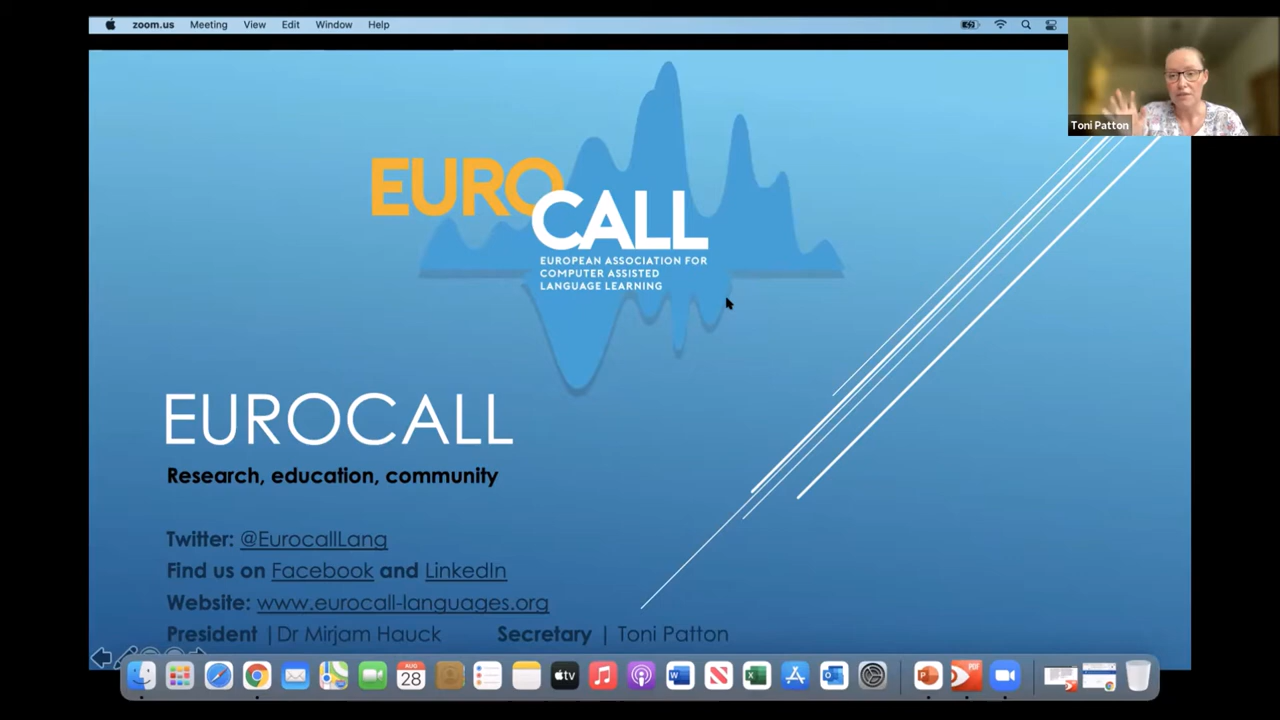 zoom.us Meeting View Edit Window Help
Toni Patton
EURO
CALL
EUROPEAN ASSOCIATION FOR
COMPUTER ASSISTED
LANGUAGE LEARNING
EUROCALL
Research, education, community
Twitter: @EurocallLang
Find us on Facebook and LinkedIn
Website: www.eurocall-languages.org
President |Dr Mirjam Hauck Secretary | Toni Patton
AUG
28
tv
PDF